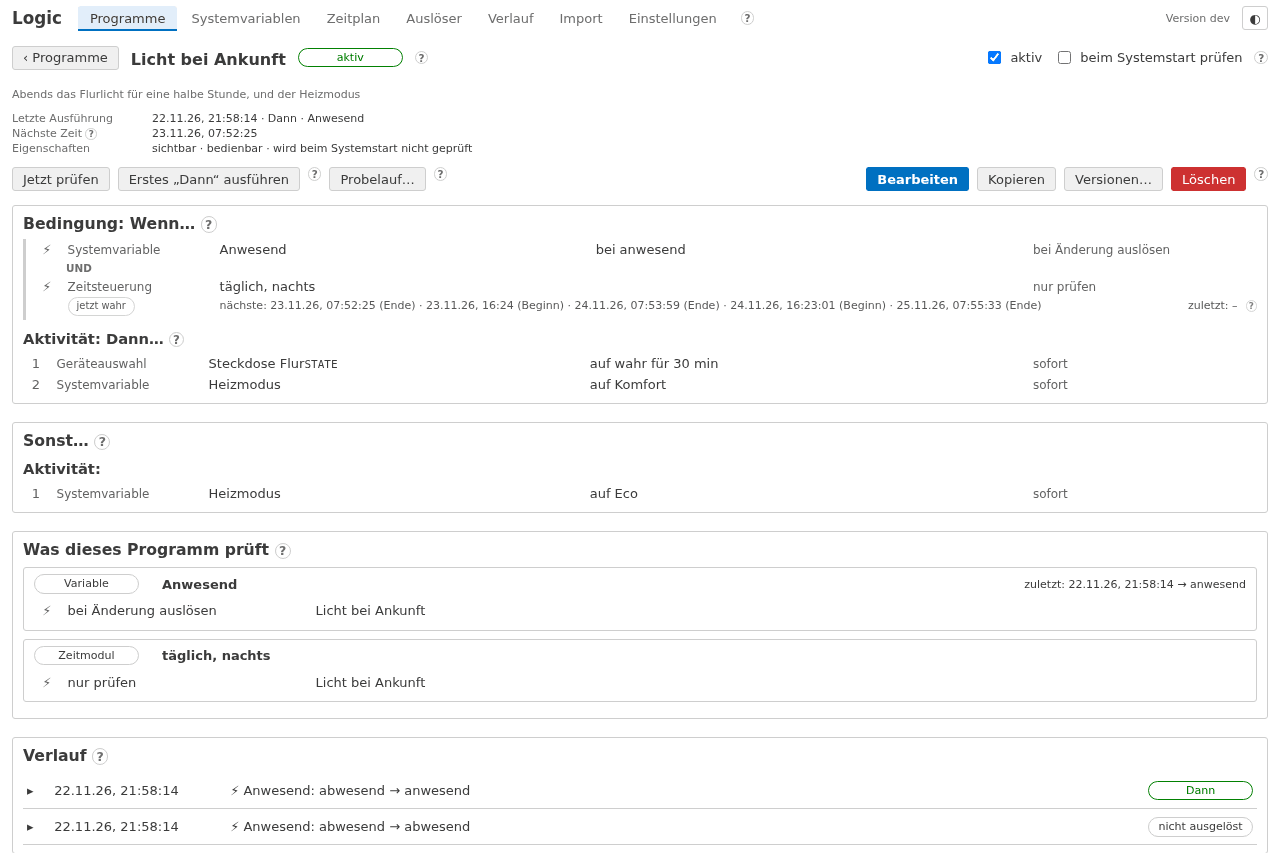 Logic Programme Systemvariablen Zeitplan Auslöser Verlauf Import Einstellungen ? Version dev ◐
‹ Programme Licht bei Ankunft aktiv ? aktiv beim Systemstart prüfen ?
Abends das Flurlicht für eine halbe Stunde, und der Heizmodus
Letzte Ausführung 22.11.26, 21:58:14 · Dann · Anwesend
Nächste Zeit ? 23.11.26, 07:52:25
Eigenschaften sichtbar · bedienbar · wird beim Systemstart nicht geprüft
Jetzt prüfen Erstes „Dann“ ausführen ? Probelauf… ? Bearbeiten Kopieren Versionen… Löschen ?
Bedingung: Wenn… ?
⚡ Systemvariable Anwesend bei anwesend bei Änderung auslösen
UND
⚡ Zeitsteuerung täglich, nachts nur prüfen
jetzt wahr nächste: 23.11.26, 07:52:25 (Ende) · 23.11.26, 16:24 (Beginn) · 24.11.26, 07:53:59 (Ende) · 24.11.26, 16:23:01 (Beginn) · 25.11.26, 07:55:33 (Ende) zuletzt: – ?
Aktivität: Dann… ?
1 Geräteauswahl Steckdose FlurSTATE auf wahr für 30 min sofort
2 Systemvariable Heizmodus auf Komfort sofort
Sonst… ?
Aktivität:
1 Systemvariable Heizmodus auf Eco sofort
Was dieses Programm prüft ?
Variable Anwesend zuletzt: 22.11.26, 21:58:14 → anwesend
⚡ bei Änderung auslösen Licht bei Ankunft
Zeitmodul täglich, nachts
⚡ nur prüfen Licht bei Ankunft
Verlauf ?
▸ 22.11.26, 21:58:14 ⚡ Anwesend: abwesend → anwesend Dann
▸ 22.11.26, 21:58:14 ⚡ Anwesend: abwesend → abwesend nicht ausgelöst